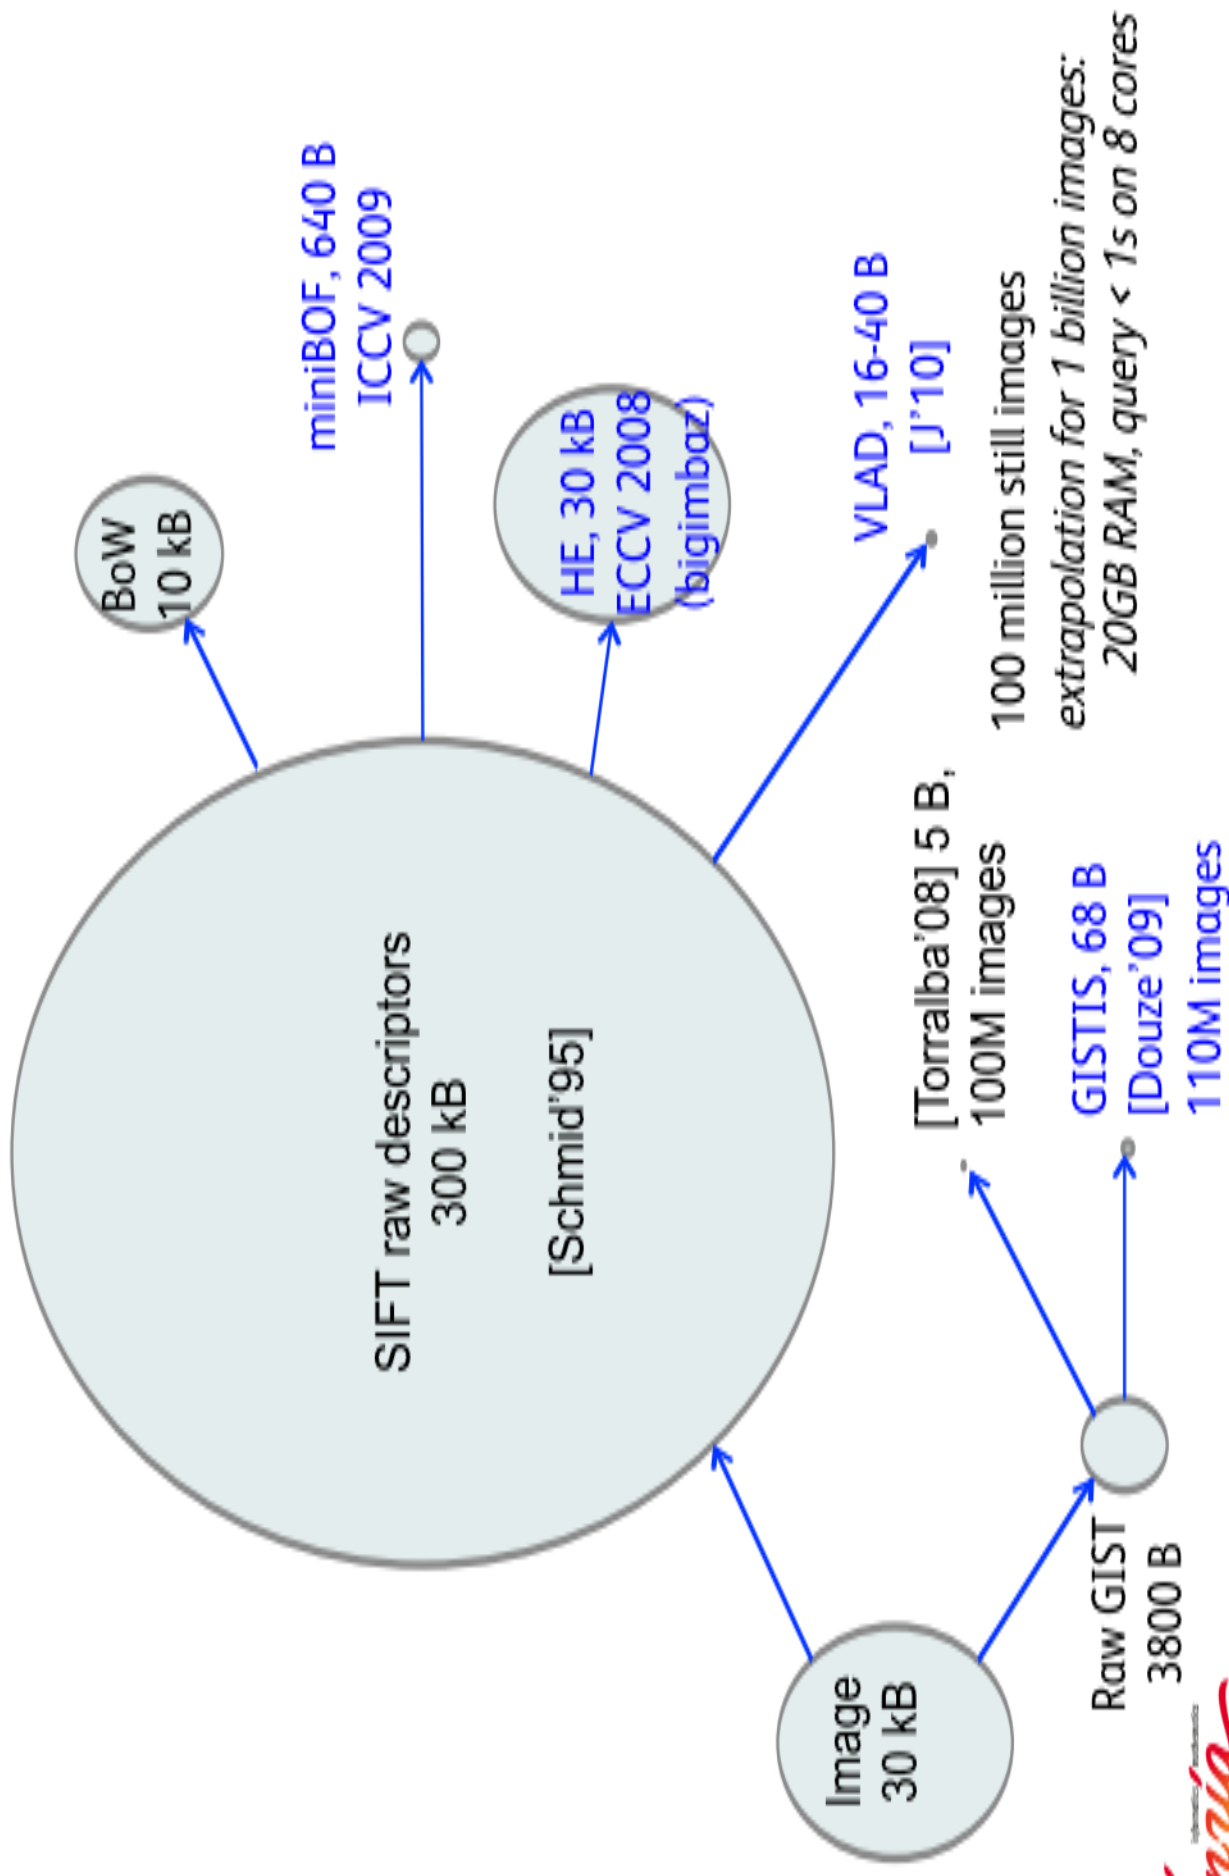 BoW
10 kB
miniBOF, 640 B
ICCV 2009
SIFT raw descriptors
300 kB
[Schmid'95]
HE, 30 kB
ECCV 2008
(bigimbaz)
Image
30 kB
VLAD, 16-40 B
[J'10]
[Torralba'08] 5 B,
100M images
100 million still images
extrapolation for 1 billion images:
20GB RAM, query < 1s on 8 cores
Raw GIST
3800 B
GISTIS, 68 B
[Douze'09]
110M images